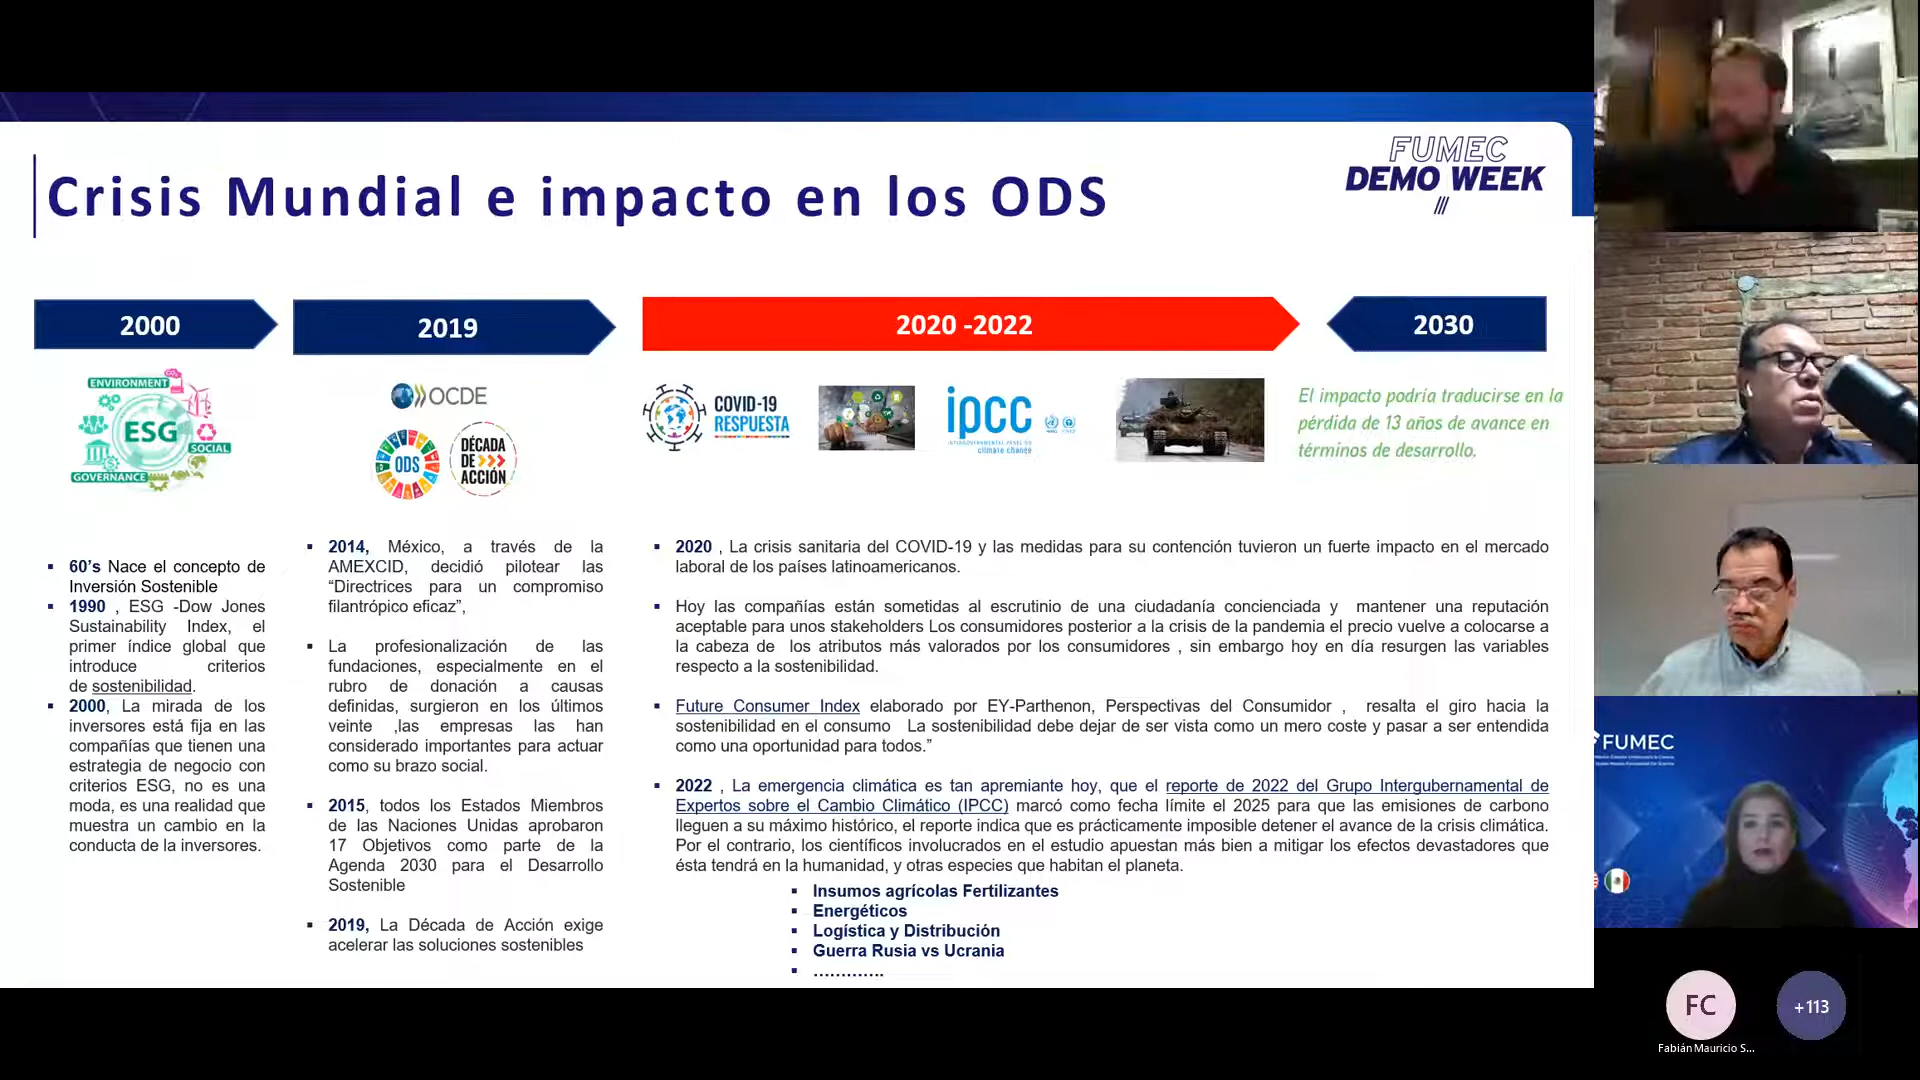 FUMEC
DEMO WEEK
Crisis Mundial e impacto en los ODS
2000
2019
2020 -2022
2030
ENVIRONMENT
ESG
SOCIAL
GOVERNANCE
OCDE
ODS
DÉCADA
DE
ACCIÓN
COVID-19
RESPUESTA
ipcc
INTERGOVERNMENTAL PANEL ON
climate change
El impacto podría traducirse en la
pérdida de 13 años de avance en
términos de desarrollo.
60's Nace el concepto de
Inversión Sostenible
1990 , ESG -Dow Jones
Sustainability Index, el
primer índice global que
introduce criterios
de sostenibilidad.
2000, La mirada de los
inversores está fija en las
compañías que tienen una
estrategia de negocio con
criterios ESG, no es una
moda, es una realidad que
muestra un cambio en la
conducta de la inversores.
2014, México, a través de la
AMEXCID, decidió pilotear las
“Directrices para un compromiso
filantrópico eficaz”,
La profesionalización de las
fundaciones, especialmente en el
rubro de donación a causas
definidas, surgieron en los últimos
veinte ,las empresas las han
considerado importantes para actuar
como su brazo social.
2015, todos los Estados Miembros
de las Naciones Unidas aprobaron
17 Objetivos como parte de la
Agenda 2030 para el Desarrollo
Sostenible
2019, La Década de Acción exige
acelerar las soluciones sostenibles
2020 , La crisis sanitaria del COVID-19 y las medidas para su contención tuvieron un fuerte impacto en el mercado
laboral de los países latinoamericanos.
Hoy las compañías están sometidas al escrutinio de una ciudadanía concienciada y mantener una reputación
aceptable para unos stakeholders Los consumidores posterior a la crisis de la pandemia el precio vuelve a colocarse a
la cabeza de los atributos más valorados por los consumidores , sin embargo hoy en día resurgen las variables
respecto a la sostenibilidad.
Future Consumer Index elaborado por EY-Parthenon, Perspectivas del Consumidor , resalta el giro hacia la
sostenibilidad en el consumo La sostenibilidad debe dejar de ser vista como un mero coste y pasar a ser entendida
como una oportunidad para todos.”
2022 , La emergencia climática es tan apremiante hoy, que el reporte de 2022 del Grupo Intergubernamental de
Expertos sobre el Cambio Climático (IPCC) marcó como fecha límite el 2025 para que las emisiones de carbono
lleguen a su máximo histórico, el reporte indica que es prácticamente imposible detener el avance de la crisis climática.
Por el contrario, los científicos involucrados en el estudio apuestan más bien a mitigar los efectos devastadores que
ésta tendrá en la humanidad, y otras especies que habitan el planeta.
Insumos agrícolas Fertilizantes
Energéticos
Logística y Distribución
Guerra Rusia vs Ucrania
.............
FUMEC
FC
+113
Fabián Mauricio S...